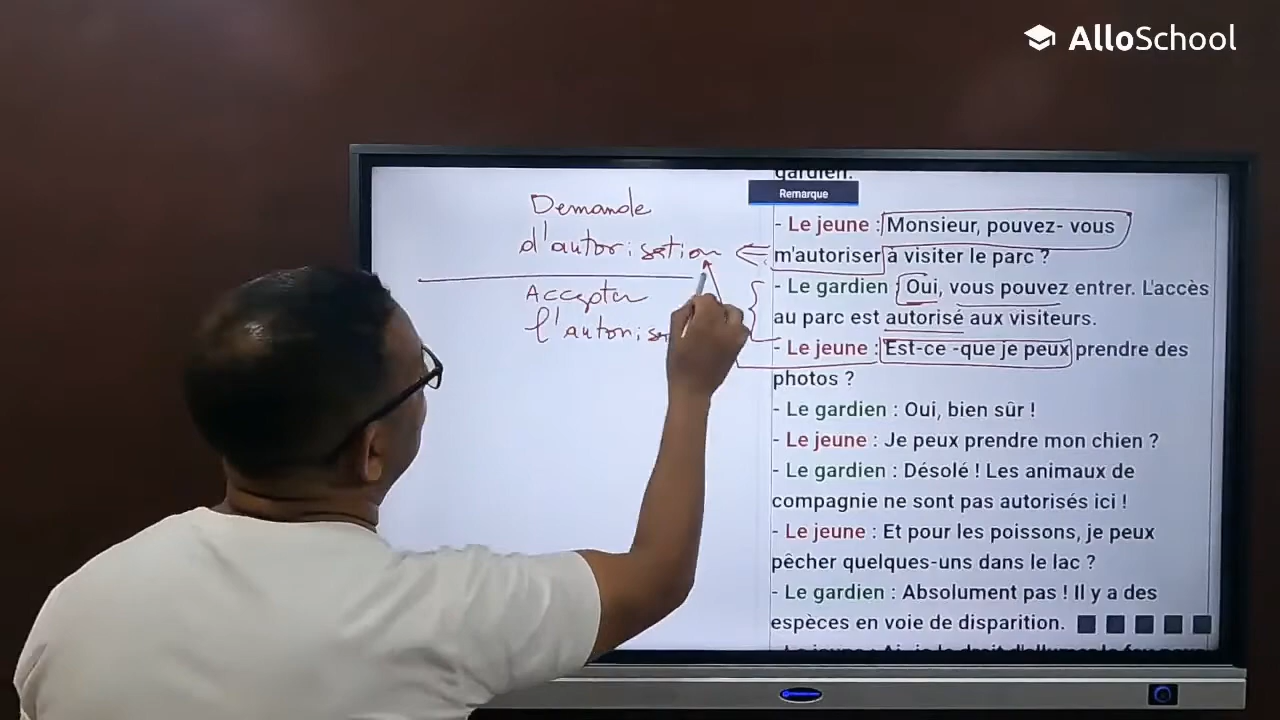 AlloSchool
gardien.
Remarque
Demande
d'autorisation
Accepter
- Le jeune : Monsieur, pouvez- vous
m'autoriser à visiter le parc ?
- Le gardien : Oui, vous pouvez entrer. L'accès
au parc est autorisé aux visiteurs.
- Le jeune : Est-ce -que je peux prendre des
photos ?
- Le gardien : Oui, bien sûr !
- Le jeune : Je peux prendre mon chien ?
- Le gardien : Désolé ! Les animaux de
compagnie ne sont pas autorisés ici !
- Le jeune : Et pour les poissons, je peux
pêcher quelques-uns dans le lac ?
- Le gardien : Absolument pas ! Il y a des
espèces en voie de disparition.